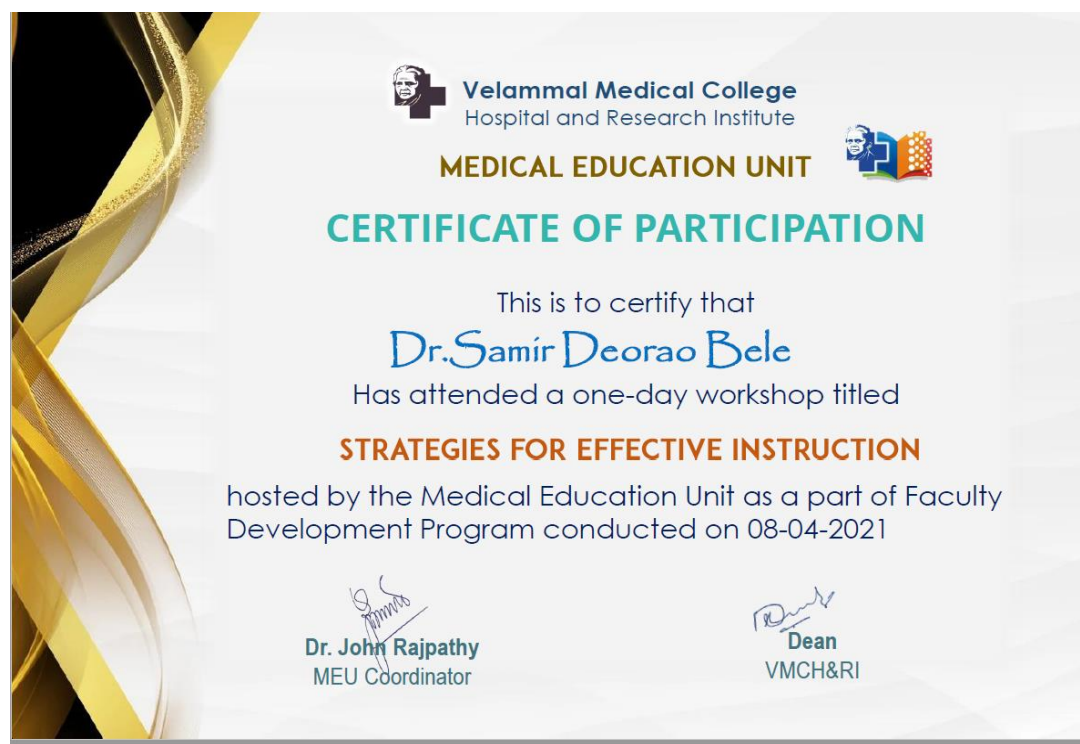 Velammal Medical College
Hospital and Research Institute
MEDICAL EDUCATION UNIT
CERTIFICATE OF PARTICIPATION
This is to certify that
Dr.Samir Deorao Bele
Has attended a one-day workshop titled
STRATEGIES FOR EFFECTIVE INSTRUCTION
hosted by the Medical Education Unit as a part of Faculty
Development Program conducted on 08-04-2021
Dr. John Rajpathy
MEU Coordinator
Dean
VMCH&RI